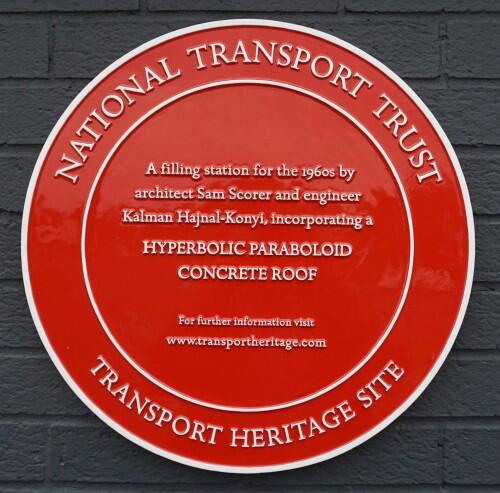 NATIONAL TRANSPORT TRUST
A filling station for the 1960s by
architect Sam Scorer and engineer
Kalman Hajnal-Konyi, incorporating a
HYPERBOLIC PARABOLOID
CONCRETE ROOF
For further information visit
www.transportheritage.com
TRANSPORT HERITAGE SITE